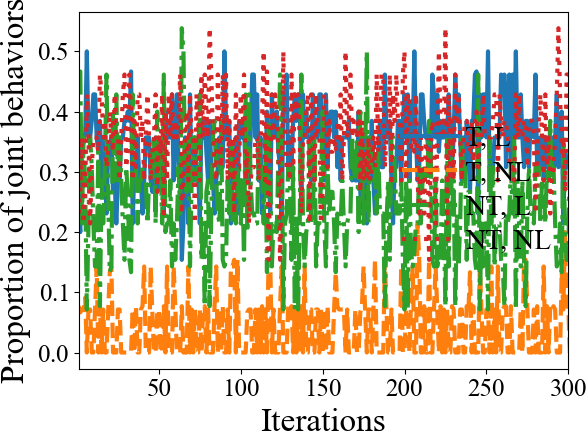 Proportion of joint behaviors
0.5
0.4
0.3
0.2
0.1
0.0
T, L
T, NL
NT, L
NT, NL
50
100
150
200
250
300
Iterations